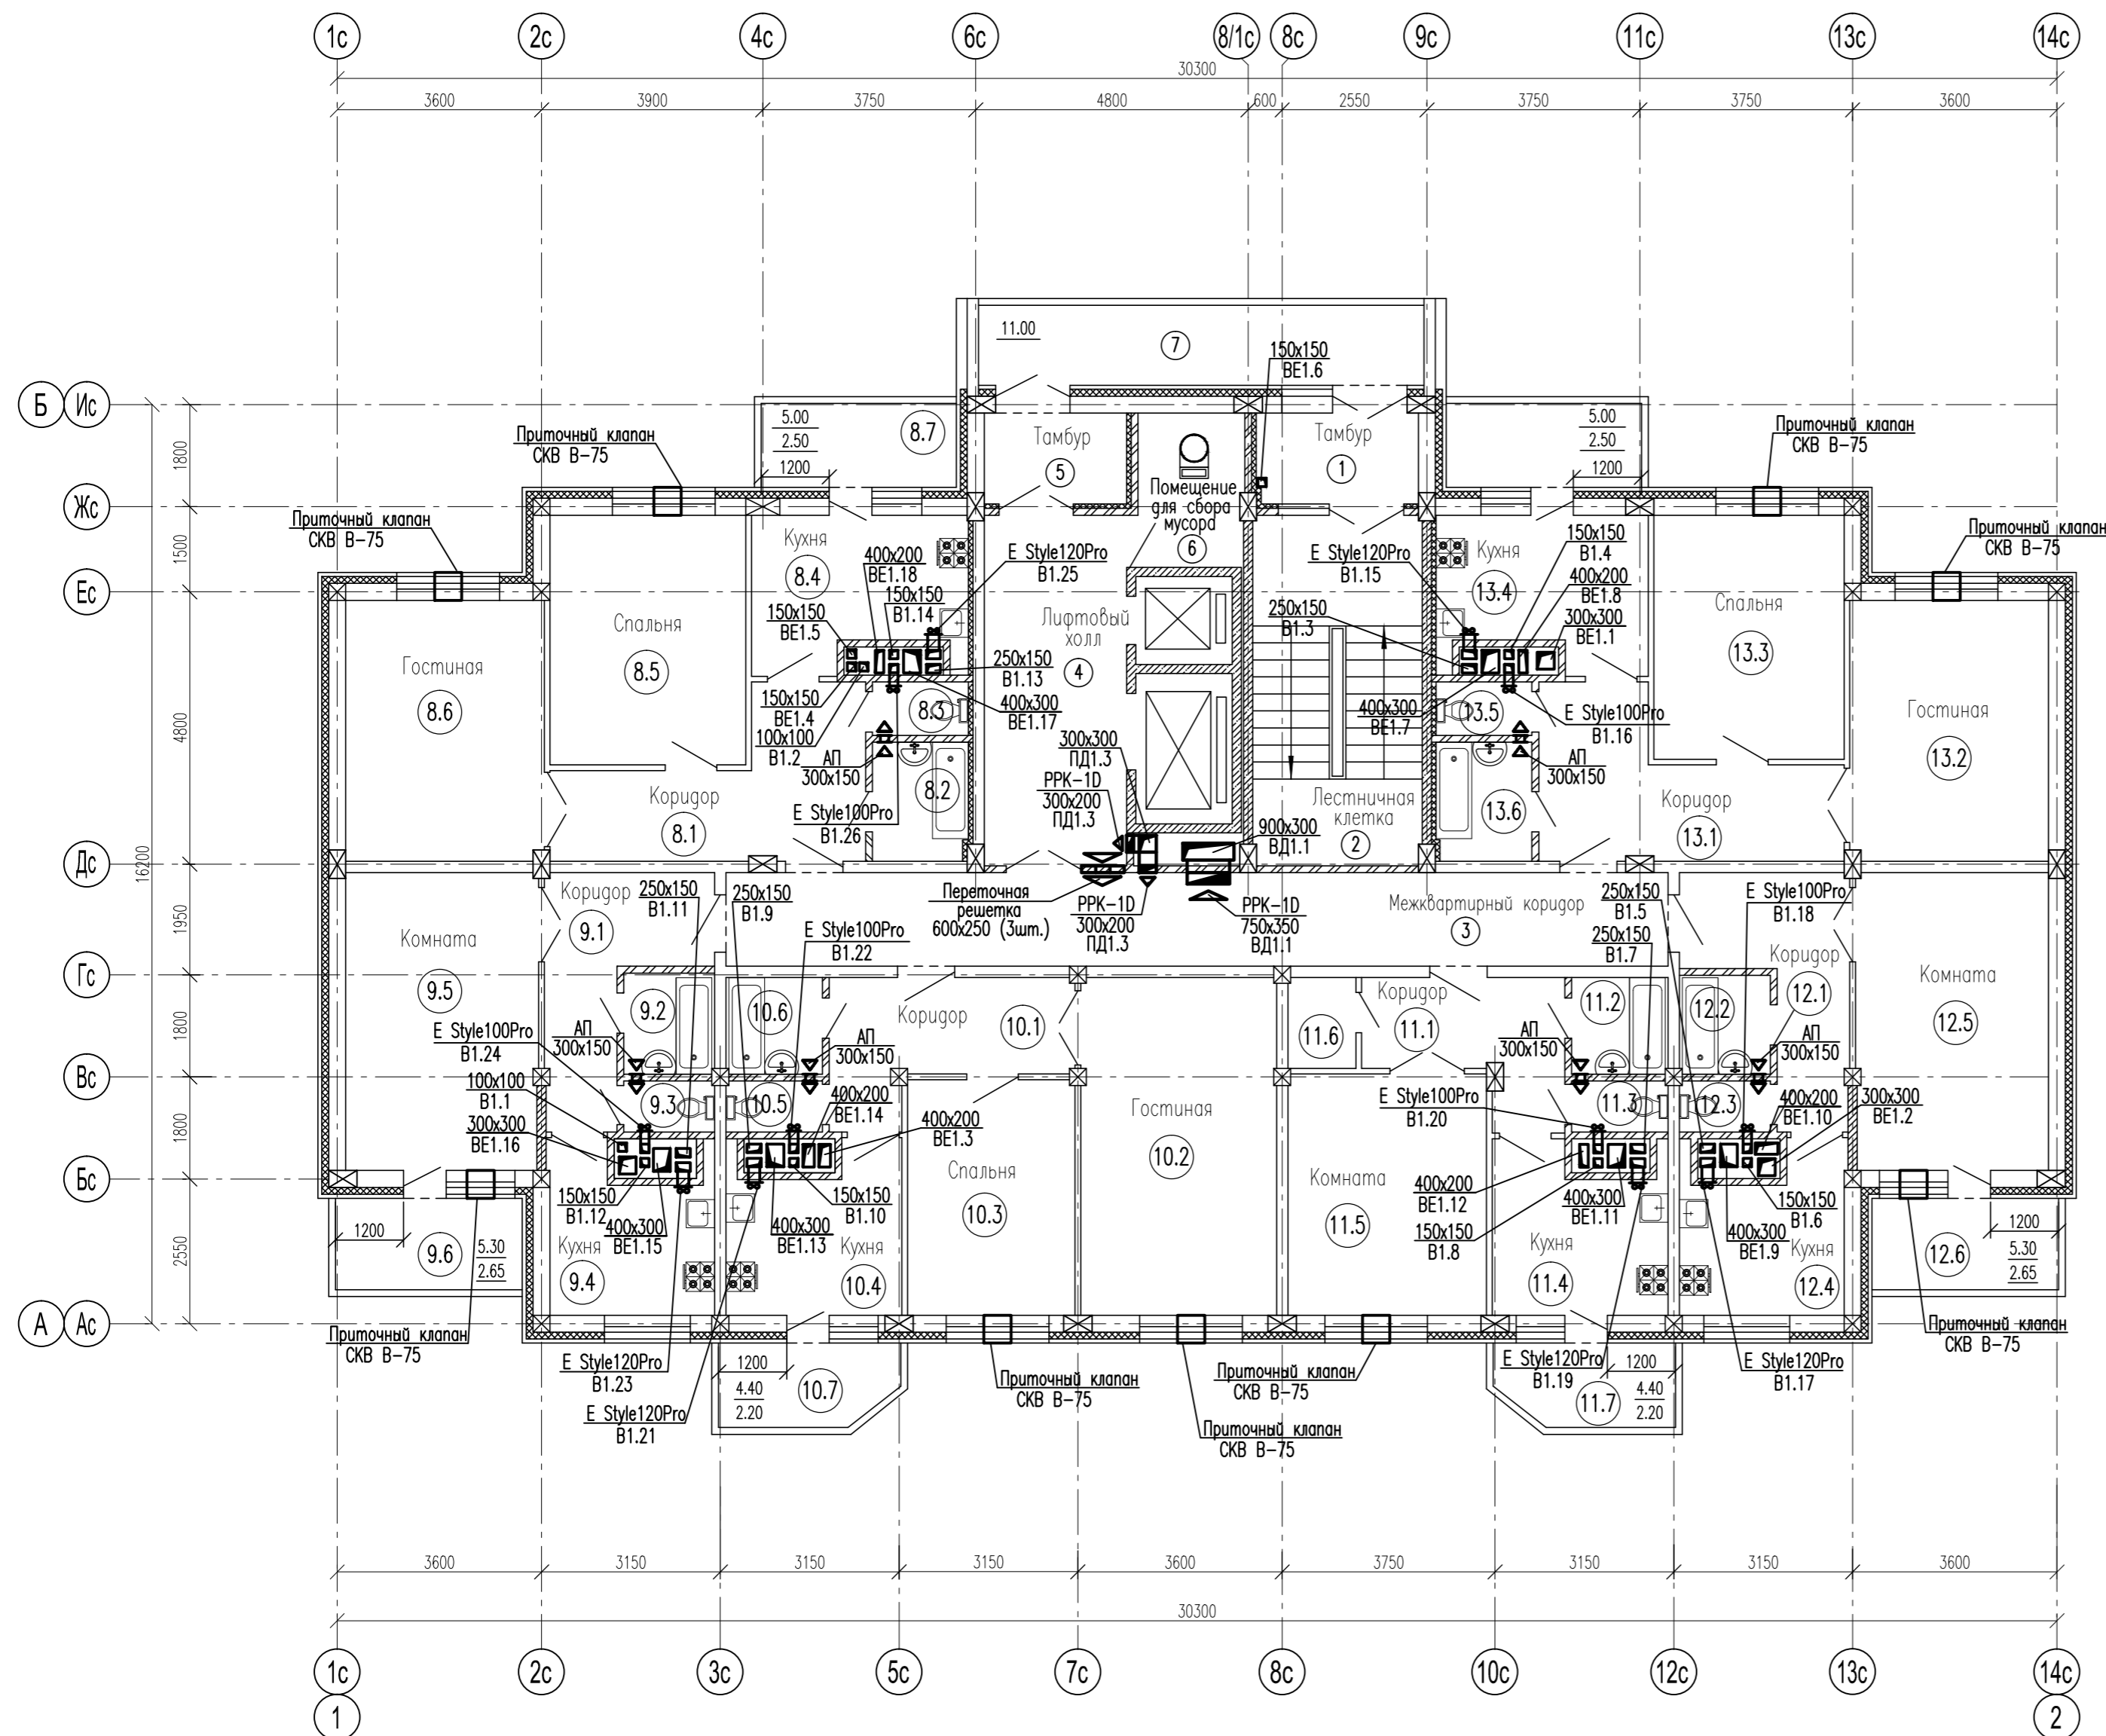 1с
2с
4с
6с
8/1с
8с
9с
11с
13с
14с
30300
3600
3900
3750
4800
600
2550
3750
3750
3600
11.00
7
150х150
ВЕ1.6
Б
Ис
Жс
Ес
Дс
Гс
Вс
Бс
А
Ас
1800
1500
4800
1950
1800
1800
2550
16200
5.00
2.50
1200
8.7
Приточный клапан
СКВ В-75
Приточный клапан
СКВ В-75
Тамбур
5
Помещение
для сбора
мусора
6
Тамбур
1
5.00
2.50
1200
Приточный клапан
СКВ В-75
Приточный клапан
СКВ В-75
Кухня
8.4
400х200
ВЕ1.18
150х150
В1.14
150х150
ВЕ1.5
E Style120Pro
В1.25
250х150
В1.13
400х300
ВЕ1.17
150х150
ВЕ1.4
100х100
В1.2
АП
300х150
E Style100Pro
В1.26
8.3
8.2
Спальня
8.5
Гостиная
8.6
Коридор
8.1
Лифтовый
холл
4
300х300
ПД1.3
РРК-1D
300х200
ПД1.3
E Style120Pro
В1.15
250х150
В1.3
400х300
ВЕ1.7
Кухня
13.4
150х150
В1.4
400х200
ВЕ1.8
300х300
ВЕ1.1
E Style100Pro
В1.16
АП
300х150
13.5
13.6
Спальня
13.3
Гостиная
13.2
Коридор
13.1
Лестничная
клетка
2
900х300
ВД1.1
Переточная
решетка
600х250 (3шт.)
РРК-1D
300х200
ПД1.3
РРК-1D
750х350
ВД1.1
Межквартирный коридор
3
Коридор
9.1
250х150
В1.11
250х150
В1.9
E Style100Pro
В1.22
Комната
9.5
E Style100Pro
В1.24
АП
300х150
9.2
10.6
АП
300х150
Коридор
10.1
100х100
В1.1
300х300
ВЕ1.16
9.3
10.5
400х200
ВЕ1.14
400х200
ВЕ1.3
150х150
В1.12
400х300
ВЕ1.15
400х300
ВЕ1.13
150х150
В1.10
Спальня
10.3
Гостиная
10.2
Кухня
9.4
Кухня
10.4
1200
9.6
5.30
2.65
Приточный клапан
СКВ В-75
E Style120Pro
В1.23
E Style120Pro
В1.21
1200
4.40
2.20
10.7
Приточный клапан
СКВ В-75
Приточный клапан
СКВ В-75
Приточный клапан
СКВ В-75
Коридор
11.1
11.6
250х150
В1.5
250х150
В1.7
E Style100Pro
В1.18
Коридор
12.1
11.2
12.2
АП
300х150
АП
300х150
E Style100Pro
В1.20
11.3
12.3
400х200
ВЕ1.10
300х300
ВЕ1.2
Комната
12.5
Комната
11.5
400х200
ВЕ1.12
150х150
В1.8
400х300
ВЕ1.11
150х150
В1.6
400х300
ВЕ1.9
Кухня
11.4
Кухня
12.4
1200
12.6
5.30
2.65
Приточный клапан
СКВ В-75
E Style120Pro
В1.19
1200
4.40
2.20
11.7
E Style120Pro
В1.17
3600
3150
3150
3150
3600
3750
3150
3150
3600
30300
1с
2с
3с
5с
7с
8с
10с
12с
13с
14с
1
2